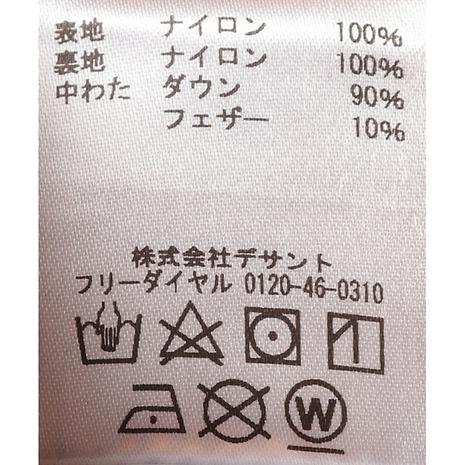 表地 ナイロン 100%
裏地 ナイロン 100%
中わた ダウン 90%
フェザー 10%
株式会社デサント
フリーダイヤル 0120-46-0310
W